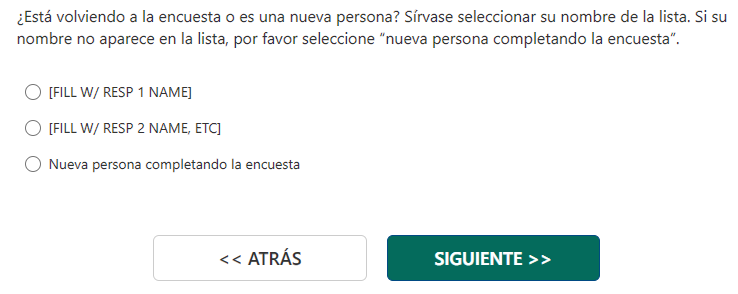 ¿Está volviendo a la encuesta o es una nueva persona? Sírvase seleccionar su nombre de la lista. Si su
nombre no aparece en la lista, por favor seleccione “nueva persona completando la encuesta”.
[FILL W/ RESP 1 NAME]
[FILL W/ RESP 2 NAME, ETC]
Nueva persona completando la encuesta
<< ATRÁS
SIGUIENTE >>